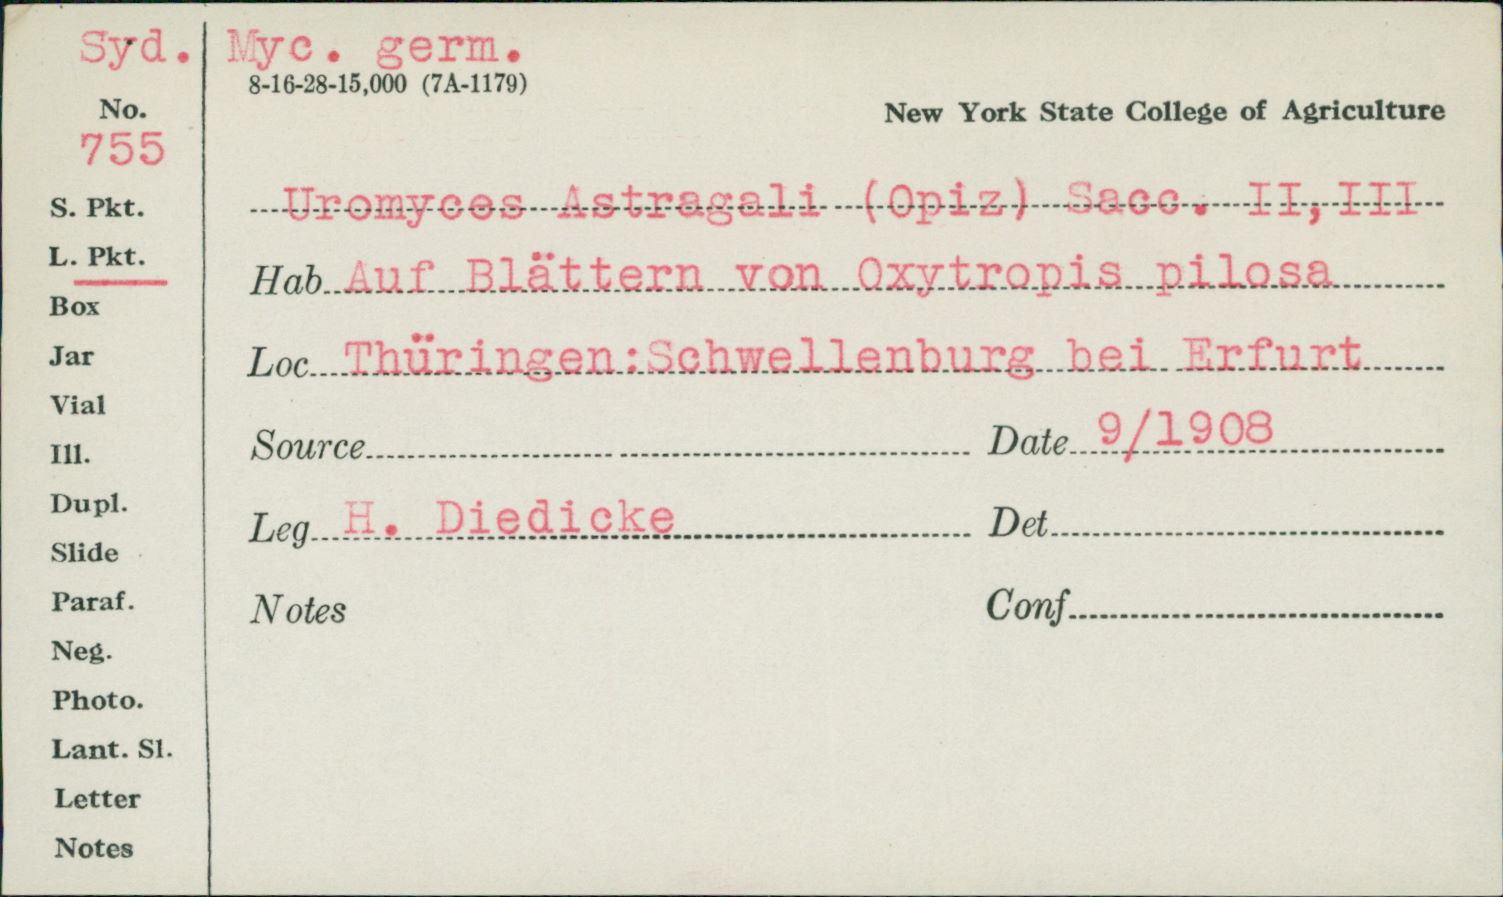 Syd. Myc. germ.
8-16-28-15,000 (7A-1179)
No.
755
New York State College of Agriculture
S. Pkt.
L. Pkt.
Box
Jar
Vial
Ill.
Dupl.
Slide
Paraf.
Neg.
Photo.
Lant. Sl.
Letter
Notes
Uromyces Astragali (Opiz) Sacc. II,III
Hab Auf Blättern von Oxytropis pilosa
Loc Thüringen:Schwellenburg bei Erfurt
Source Date 9/1908
Leg H. Diedicke Det
Notes Conf